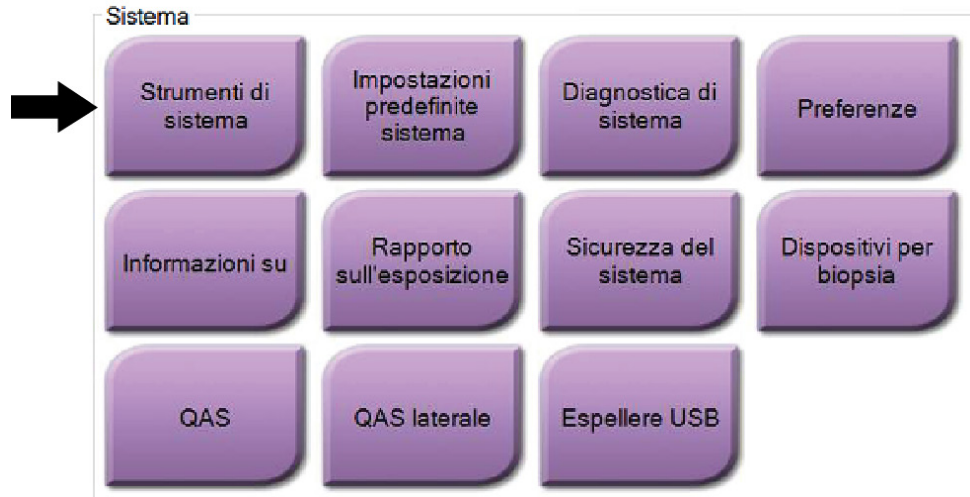 Sistema
Strumenti di
sistema
Impostazioni
predefinite
sistema
Diagnostica di
sistema
Preferenze
Informazioni su
Rapporto
sull'esposizione
Sicurezza del
sistema
Dispositivi per
biopsia
QAS
QAS laterale
Espellere USB